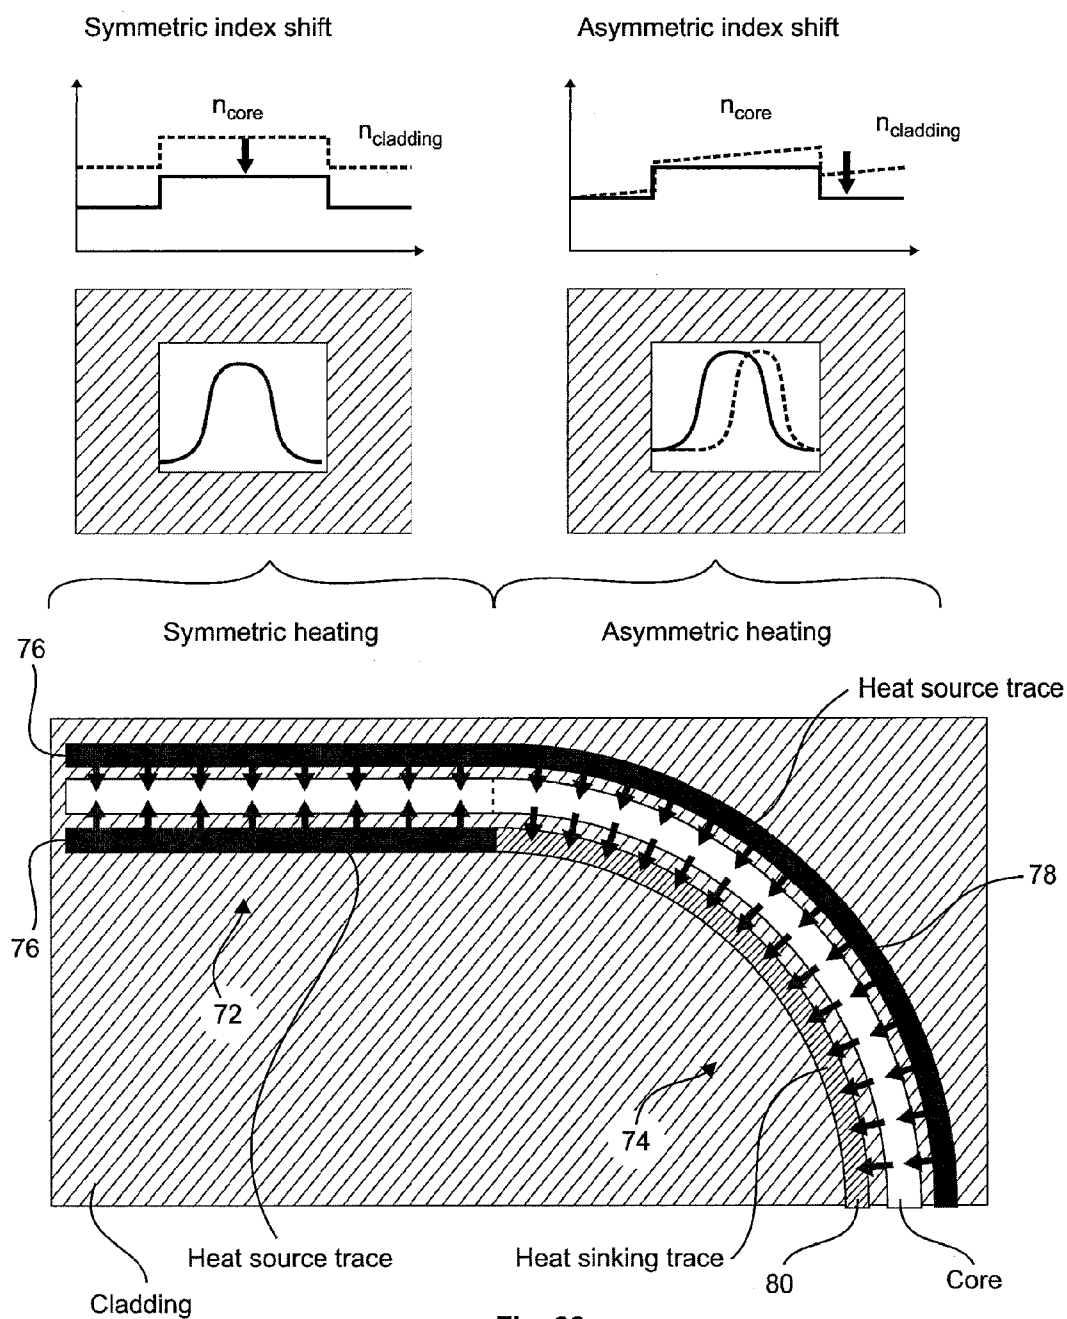 Symmetric index shift
Asymmetric index shift
n_core
n_cladding
n_core
n_cladding
Symmetric heating
Asymmetric heating
76
Heat source trace
78
76
72
74
Heat source trace
Heat sinking trace
80
Core
Cladding